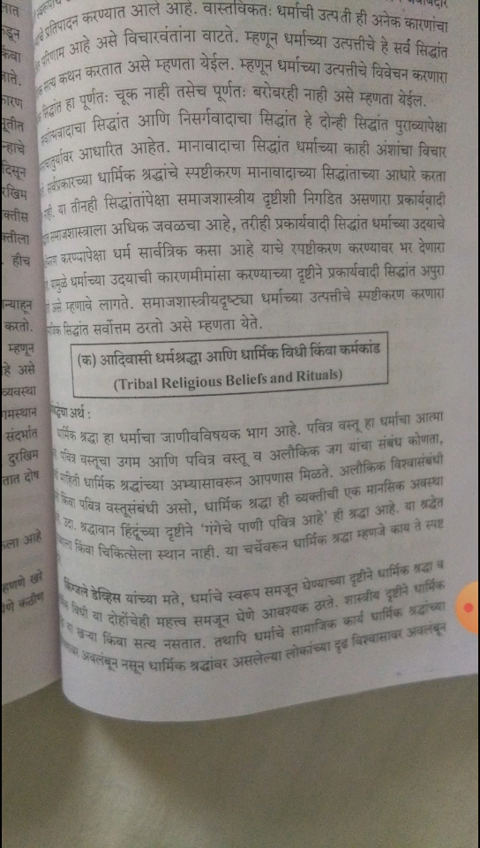 प्रतिपादन करण्यात आले आहे. वास्तविकतः धर्माची उत्पत्ती ही अनेक कारणांचा
परिणाम आहे असे विचारवंतांना वाटते. म्हणून धर्माच्या उत्पत्तीचे हे सर्व सिद्धांत
सत्य कथन करतात असे म्हणता येईल. म्हणून धर्माच्या उत्पत्तीचे विवेचन करणारा
सिद्धांत हा पूर्णतः चूक नाही तसेच पूर्णतः बरोबरही नाही असे म्हणता येईल.
सिद्धांत आणि निसर्गवादाचा सिद्धांत हे दोन्ही सिद्धांत पुराव्यापेक्षा
आधारित आहेत. मानावादाचा सिद्धांत धर्माच्या काही अंशांचा विचार
सर्वप्रकारच्या धार्मिक श्रद्धांचे स्पष्टीकरण मानावादाच्या सिद्धांताच्या आधारे करता
नाही. या तीनही सिद्धांतांपेक्षा समाजशास्त्रीय दृष्टीशी निगडित असणारा प्रकार्यवादी
समाजशास्त्राला अधिक जवळचा आहे, तरीही प्रकार्यवादी सिद्धांत धर्माच्या उदयाचे
करण्यापेक्षा धर्म सार्वत्रिक कसा आहे याचे स्पष्टीकरण करण्यावर भर देणारा
यामुळे धर्माच्या उदयाची कारणमीमांसा करण्याच्या दृष्टीने प्रकार्यवादी सिद्धांत अपुरा
असे म्हणावे लागते. समाजशास्त्रीयदृष्ट्या धर्माच्या उत्पत्तीचे स्पष्टीकरण करणारा
सिद्धांत सर्वोत्तम ठरतो असे म्हणता येते.
(क) आदिवासी धर्मश्रद्धा आणि धार्मिक विधी किंवा कर्मकांड
(Tribal Religious Beliefs and Rituals)
अर्थ :
धार्मिक श्रद्धा हा धर्माचा जाणीवविषयक भाग आहे. पवित्र वस्तू हा धर्माचा आत्मा
पवित्र वस्तूचा उगम आणि पवित्र वस्तू व अलौकिक जग यांचा संबंध कोणता,
माहिती धार्मिक श्रद्धांच्या अभ्यासावरून आपणास मिळते. अलौकिक विश्वासंबंधी
किंवा पवित्र वस्तूसंबंधी असो, धार्मिक श्रद्धा ही व्यक्तीची एक मानसिक अवस्था
उदा. श्रद्धावान हिंदूंच्या दृष्टीने 'गंगेचे पाणी पवित्र आहे' ही श्रद्धा आहे. या श्रद्धेत
किंवा चिकित्सेला स्थान नाही. या चर्चेवरून धार्मिक श्रद्धा म्हणजे काय ते स्पष्ट
किंग्जले डेव्हिस यांच्या मते, धर्माचे स्वरूप समजून घेण्याच्या दृष्टीने धार्मिक श्रद्धा व
विधी या दोहोंचेही महत्त्व समजून घेणे आवश्यक ठरते. शास्त्रीय दृष्टीने धार्मिक
या खऱ्या किंवा सत्य नसतात. तथापि धर्माचे सामाजिक कार्य धार्मिक श्रद्धांच्या
अवलंबून नसून धार्मिक श्रद्धांवर असलेल्या लोकांच्या दृढ विश्वासावर अवलंबून